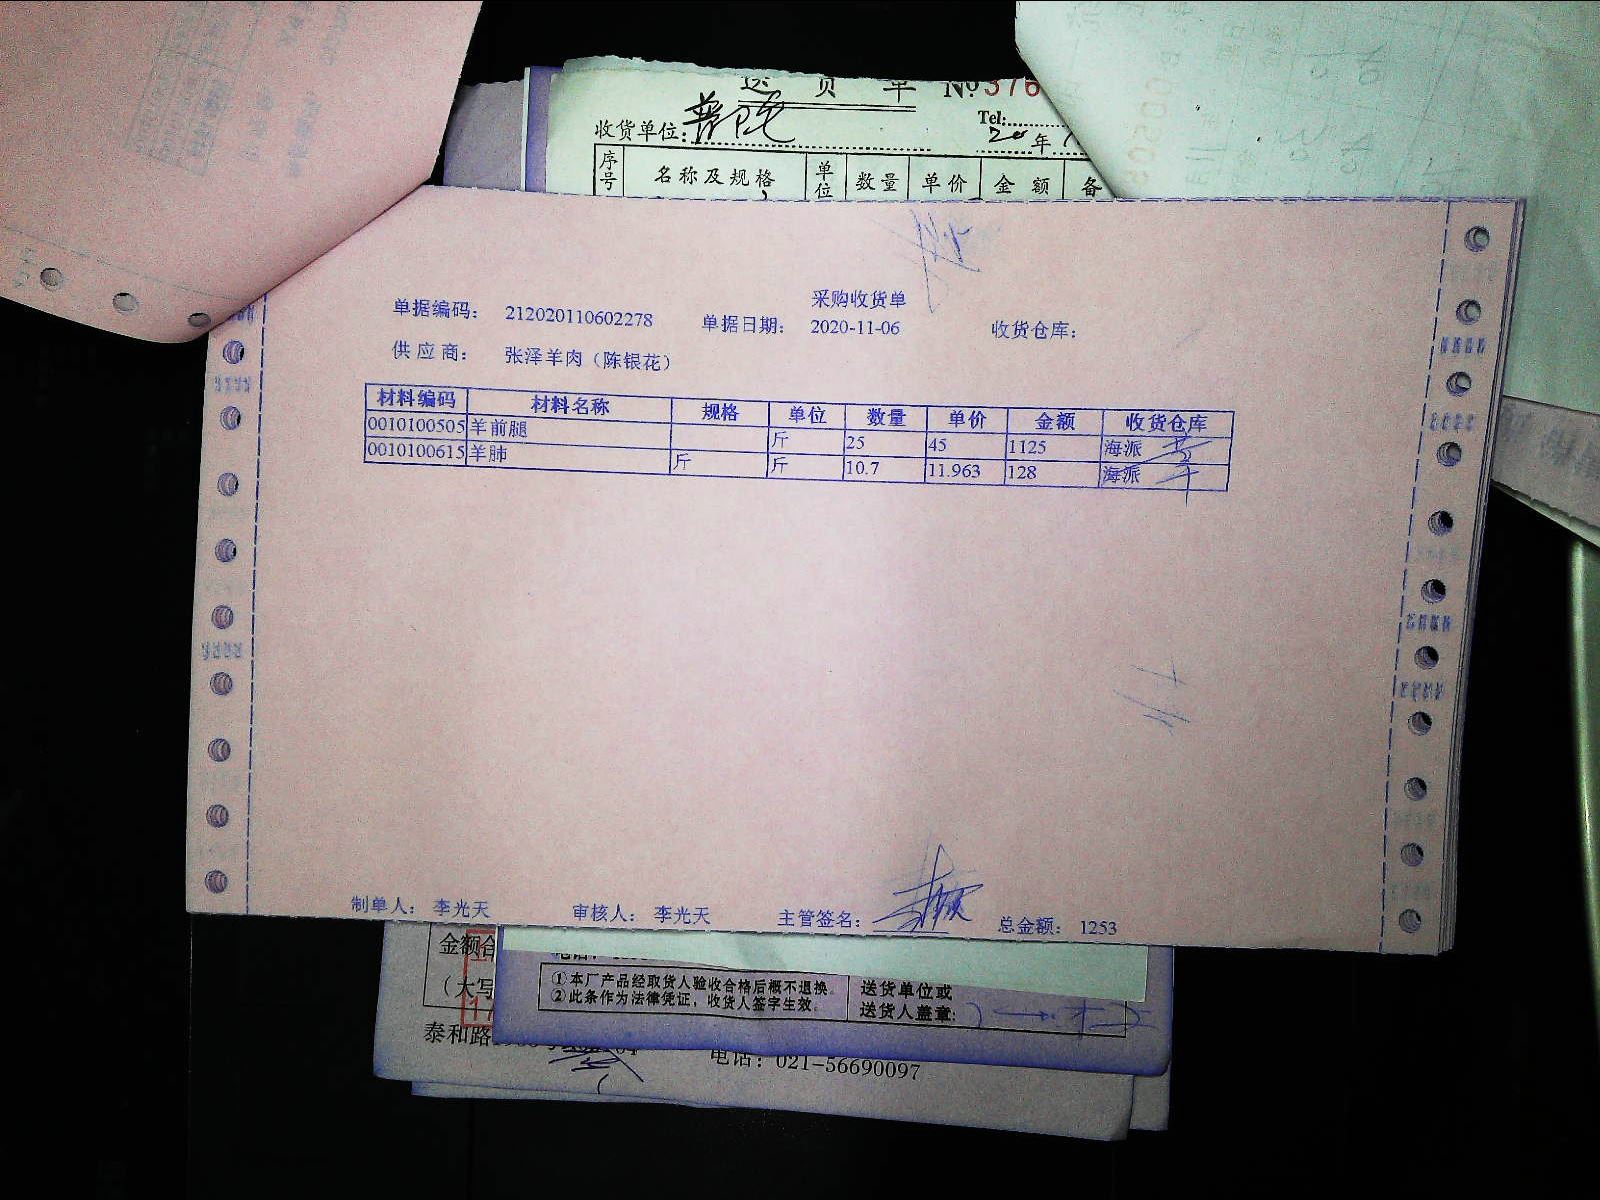 送 货 单 № 376
收货单位:
Tel:
20年
序号 名称及规格 单位 数量 单价 金额 备
采购收货单
单据编码： 212020110602278 单据日期： 2020-11-06 收货仓库：
供应商： 张泽羊肉（陈银花）
材料编码 材料名称 规格 单位 数量 单价 金额 收货仓库
0010100505 羊前腿 斤 25 45 1125 海派
0010100615 羊肺 斤 斤 10.7 11.963 128 海派
制单人： 李光天 审核人： 李光天 主管签名： 总金额： 1253
金额合
（大写
①本厂产品经取货人验收合格后概不退换。
②此条作为法律凭证，收货人签字生效。
送货单位或
送货人盖章:
泰和路
电话：021-56690097